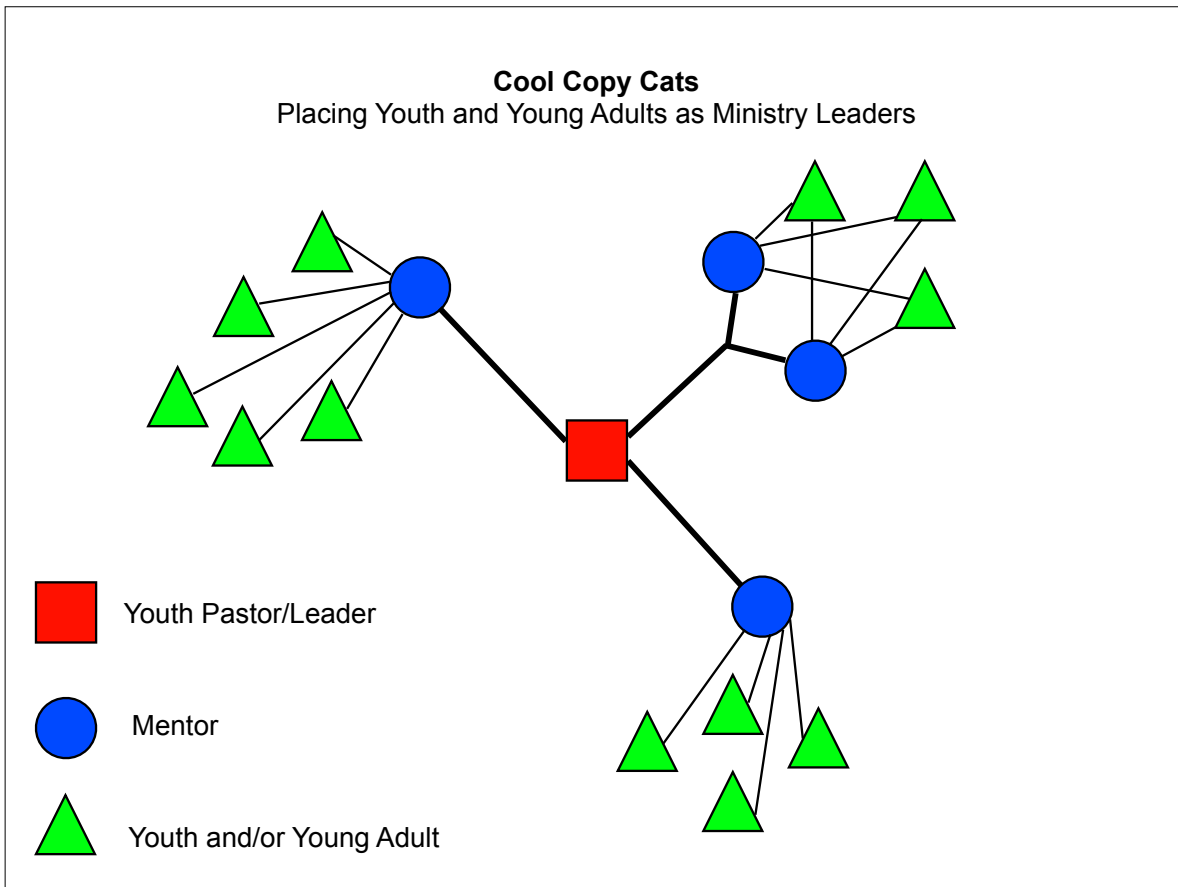 Cool Copy Cats
Placing Youth and Young Adults as Ministry Leaders
Youth Pastor/Leader
Mentor
Youth and/or Young Adult